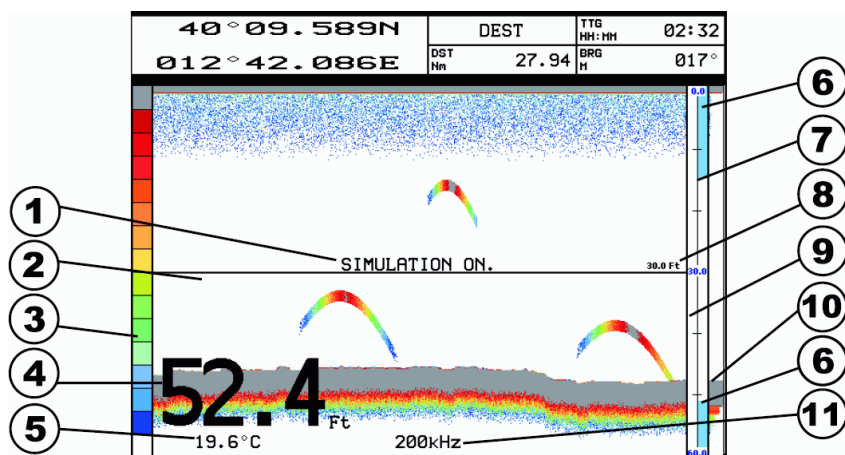 40°09.589N
012°42.086E
DEST
DST Nm 27.94
TTG HH:MM 02:32
BRG M 017°
6
0.0
7
1
8
SIMULATION ON.
30.0 Ft
30.0
2
9
3
10
4
52.4 Ft
6
5
19.6°C
200kHz
11
60.0